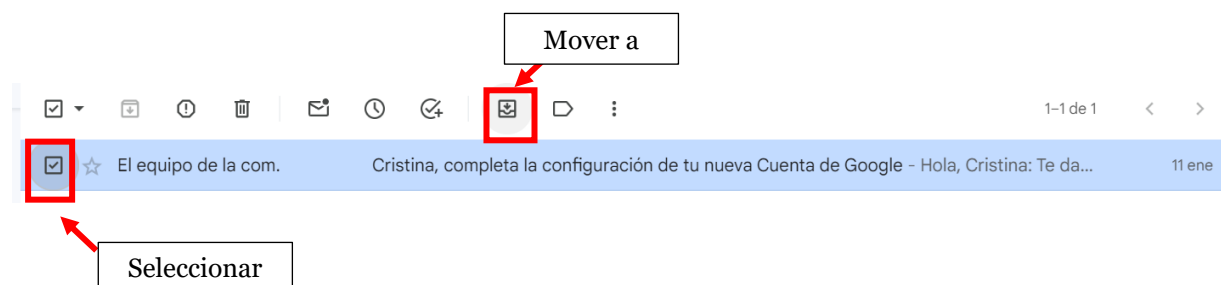 Mover a
1–1 de 1
El equipo de la com. Cristina, completa la configuración de tu nueva Cuenta de Google - Hola, Cristina: Te da... 11 ene
Seleccionar